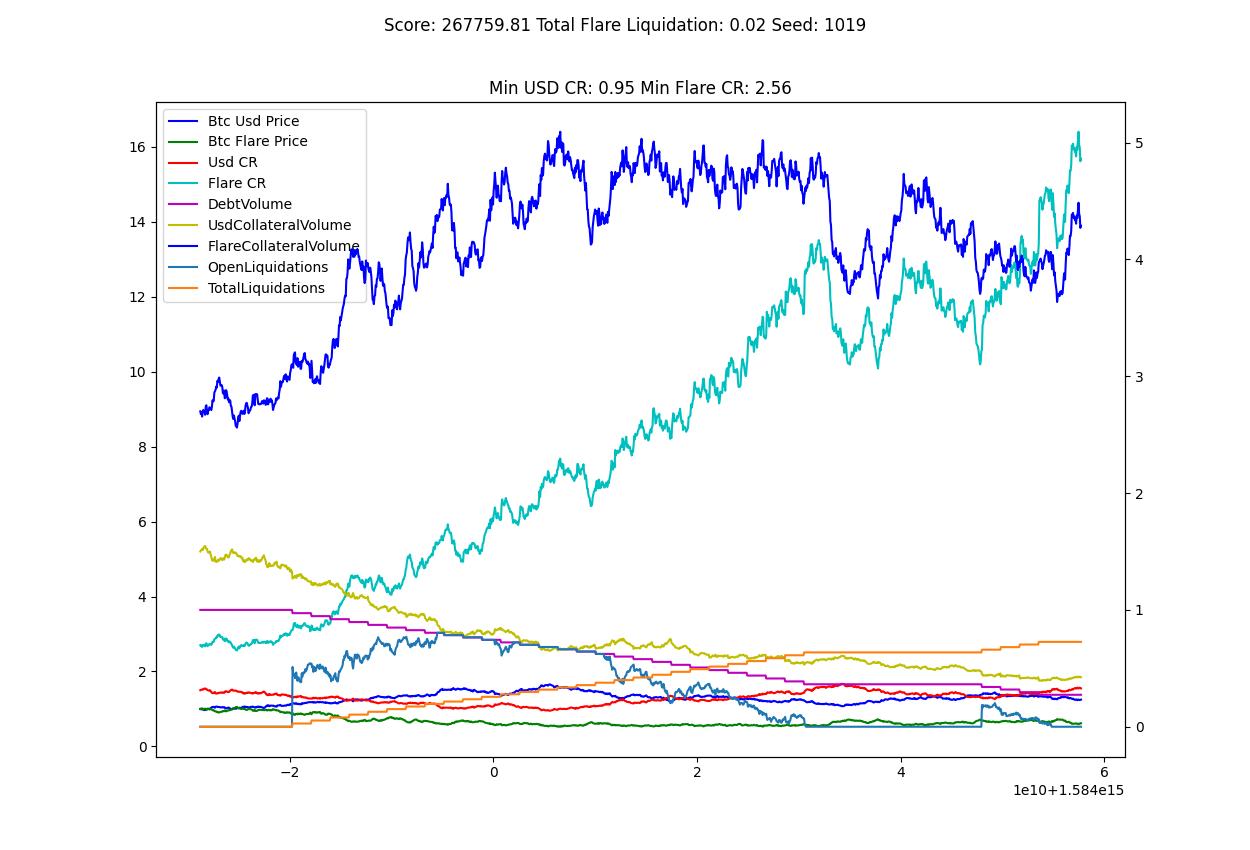 Score: 267759.81 Total Flare Liquidation: 0.02 Seed: 1019
Min USD CR: 0.95 Min Flare CR: 2.56
Btc Usd Price
Btc Flare Price
Usd CR
Flare CR
DebtVolume
UsdCollateralVolume
FlareCollateralVolume
OpenLiquidations
TotalLiquidations
16
14
12
10
8
6
4
2
0
5
4
3
2
1
0
−2
0
2
4
6
1e10+1.584e15